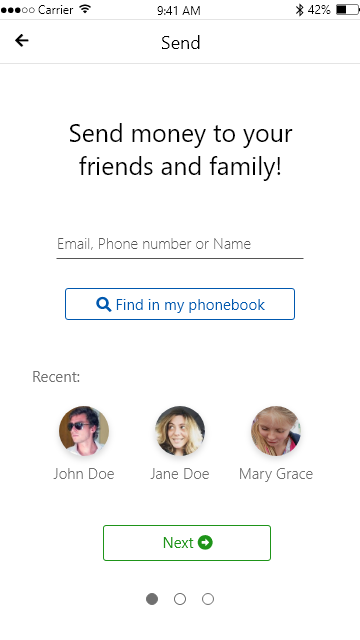 Carrier 9:41 AM 42%
Send
Send money to your
friends and family!
Email, Phone number or Name
Find in my phonebook
Recent:
John Doe Jane Doe Mary Grace
Next